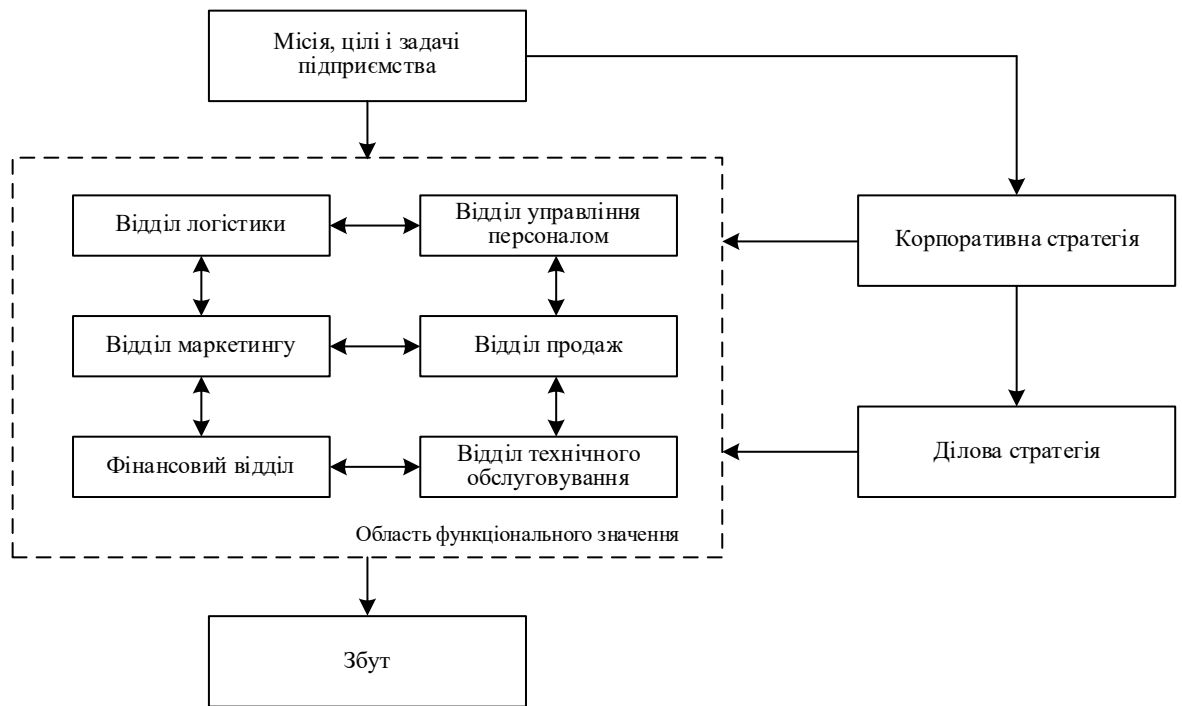 Місія, цілі і задачі
підприємства
Відділ логістики
Відділ управління
персоналом
Корпоративна стратегія
Відділ маркетингу
Відділ продаж
Фінансовий відділ
Відділ технічного
обслуговування
Ділова стратегія
Область функціонального значення
Збут